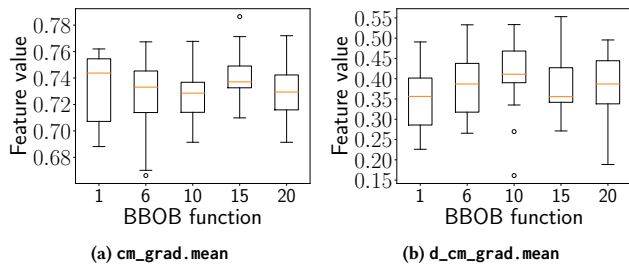 Feature value
0.78
0.76
0.74
0.72
0.70
0.68
1 6 10 15 20
BBOB function
(a) cm_grad.mean
Feature value
0.55
0.50
0.45
0.40
0.35
0.30
0.25
0.20
0.15
1 6 10 15 20
BBOB function
(b) d_cm_grad.mean